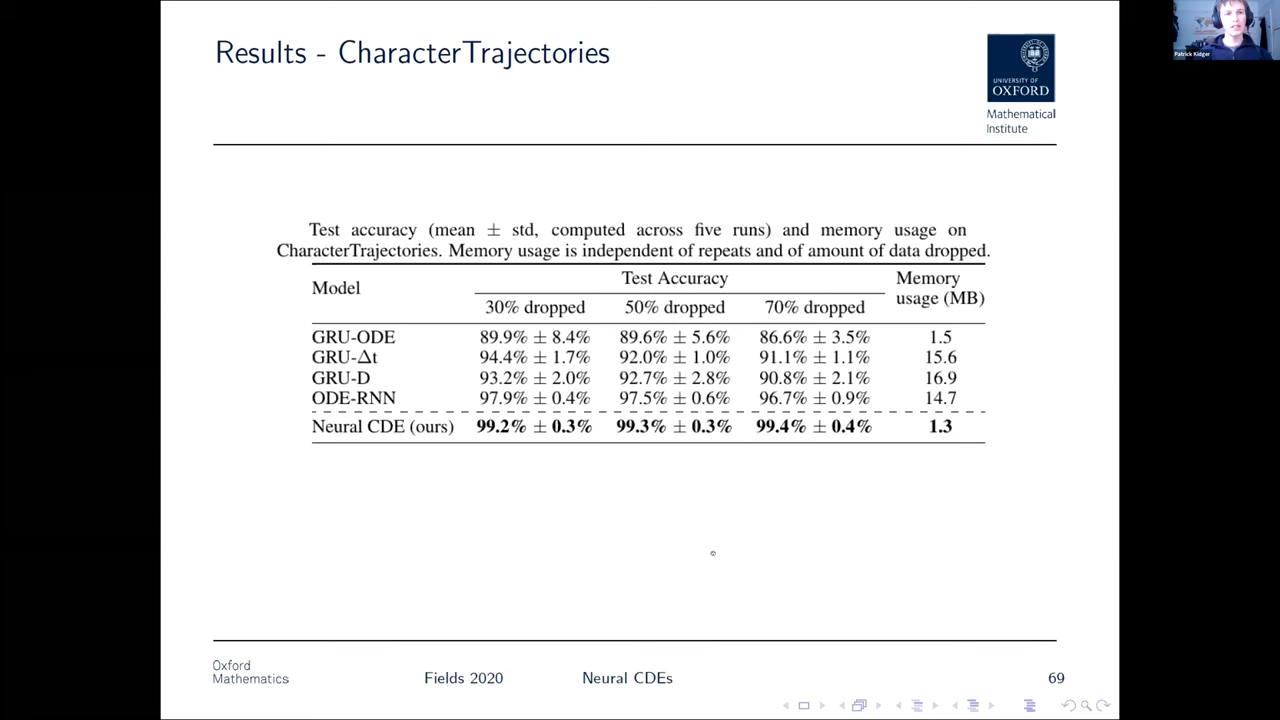 Results - CharacterTrajectories
Patrick Kidger
UNIVERSITY OF
OXFORD
Mathematical
Institute
Test accuracy (mean ± std, computed across five runs) and memory usage on
CharacterTrajectories. Memory usage is independent of repeats and of amount of data dropped.
Model Test Accuracy Memory usage (MB)
30% dropped 50% dropped 70% dropped
GRU-ODE 89.9% ± 8.4% 89.6% ± 5.6% 86.6% ± 3.5% 1.5
GRU-Δt 94.4% ± 1.7% 92.0% ± 1.0% 91.1% ± 1.1% 15.6
GRU-D 93.2% ± 2.0% 92.7% ± 2.8% 90.8% ± 2.1% 16.9
ODE-RNN 97.9% ± 0.4% 97.5% ± 0.6% 96.7% ± 0.9% 14.7
Neural CDE (ours) 99.2% ± 0.3% 99.3% ± 0.3% 99.4% ± 0.4% 1.3
Oxford
Mathematics
Fields 2020 Neural CDEs 69